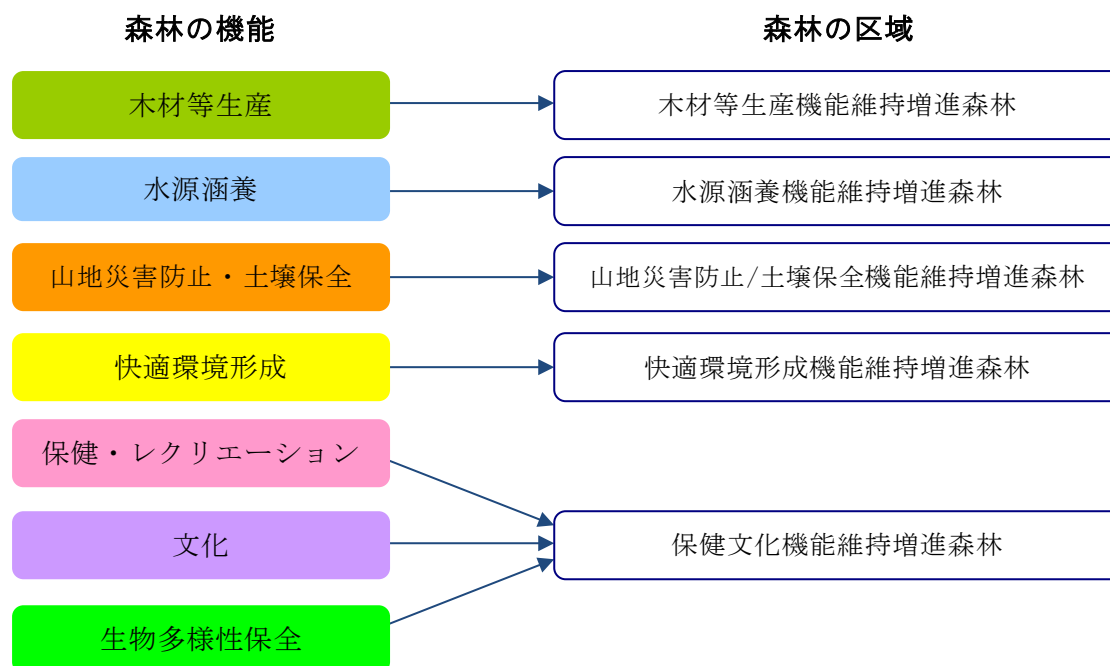 森林の機能 森林の区域
木材等生産 木材等生産機能維持増進森林
水源涵養 水源涵養機能維持増進森林
山地災害防止・土壌保全 山地災害防止/土壌保全機能維持増進森林
快適環境形成 快適環境形成機能維持増進森林
保健・レクリエーション
文化 保健文化機能維持増進森林
生物多様性保全